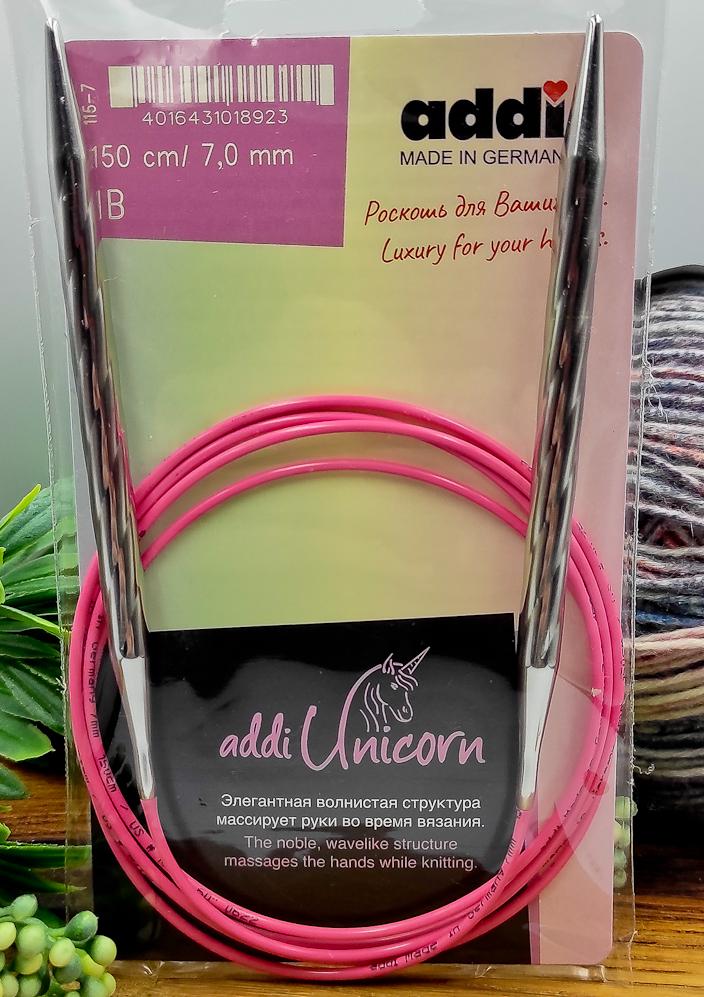 115-7
4016431018923
150 cm/ 7,0 mm
1B
addi
MADE IN GERMAN
Роскошь для Ваши
Luxury for your h
addi Unicorn
Элегантная волнистая структура
массирует руки во время вязания.
The noble, wavelike structure
massages the hands while knitting.